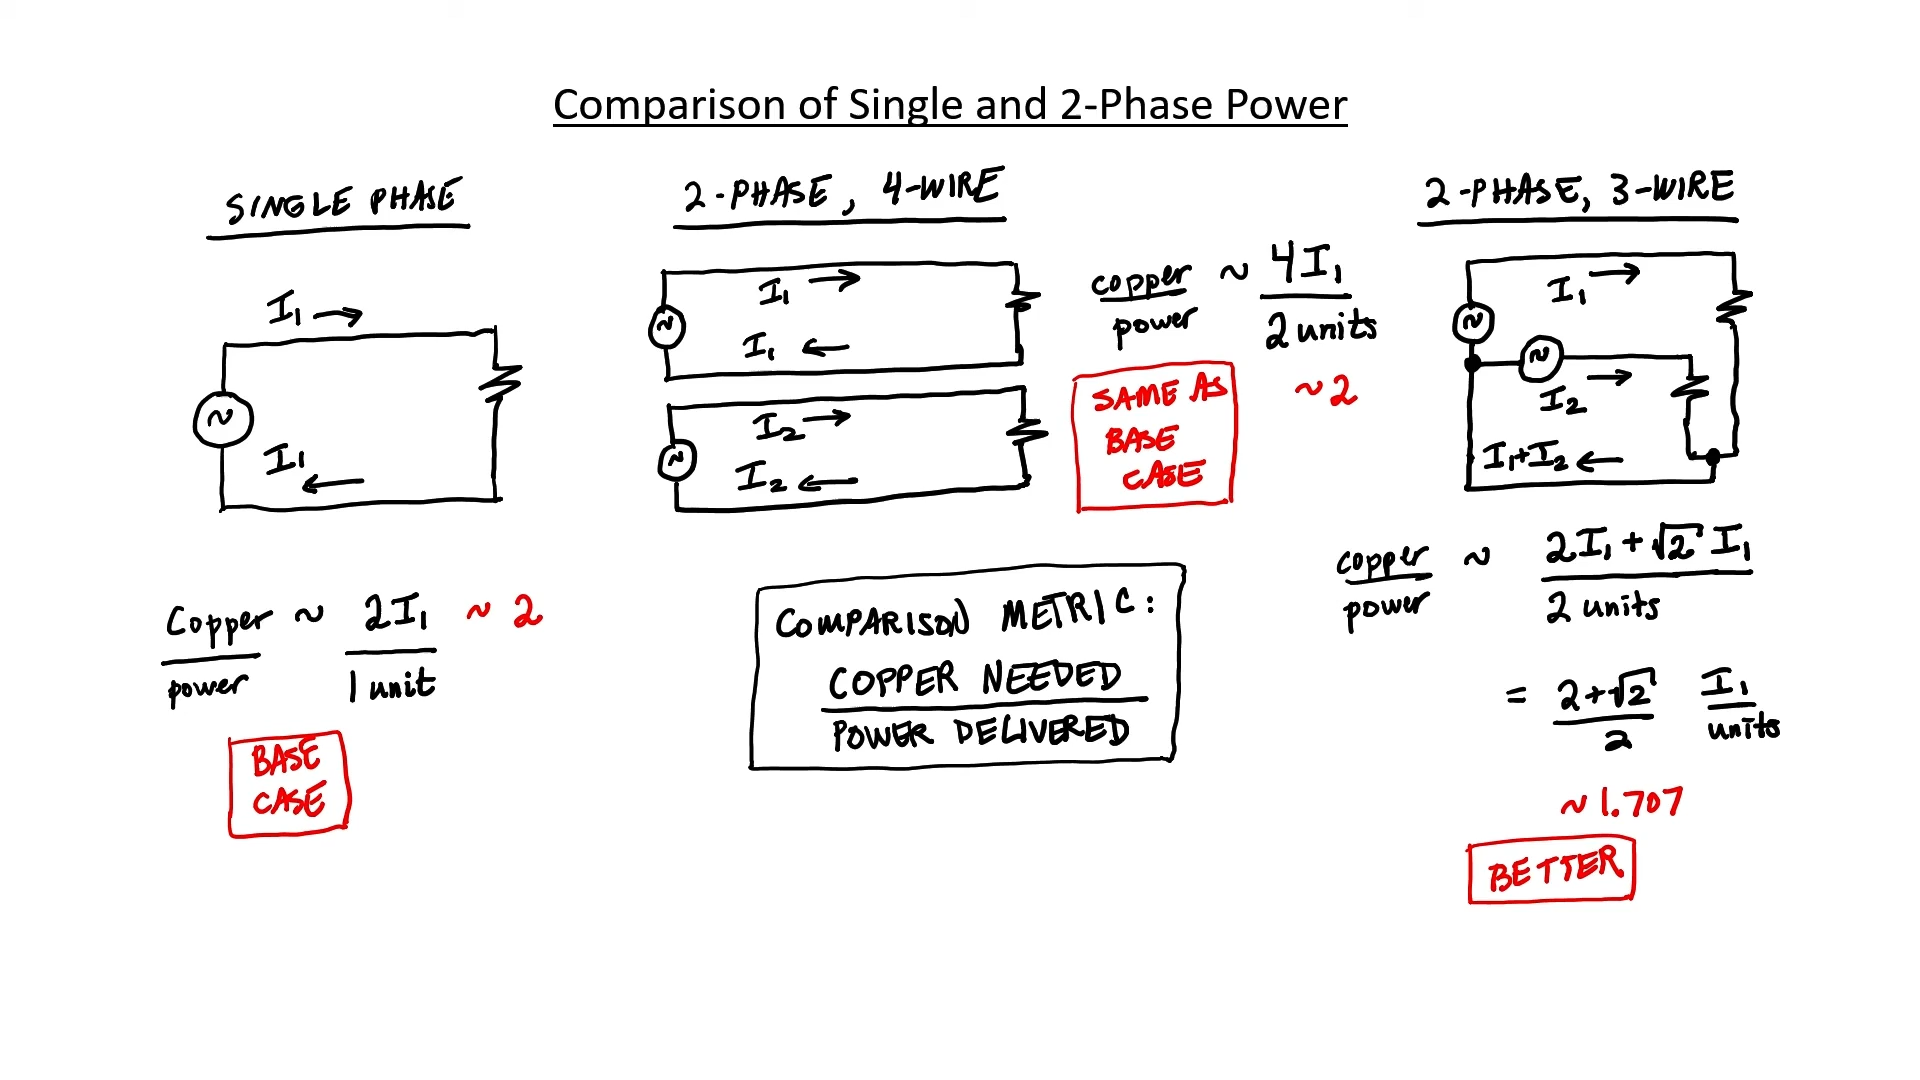 Comparison of Single and 2-Phase Power
SINGLE PHASE
I₁ →
~
I₁
←
Copper ~ 2I₁ ~ 2
power 1 unit
BASE
CASE
2-PHASE, 4-WIRE
I₁ →
~
I₁ ←
I₂ →
~
I₂ ←
copper ~ 4I₁
power 2 units
~ 2
SAME AS
BASE
CASE
COMPARISON METRIC:
COPPER NEEDED
POWER DELIVERED
2-PHASE, 3-WIRE
I₁ →
~
~
I₂ →
I₁+I₂ ←
copper ~ 2I₁ + √2 I₁
power 2 units
= 2+√2 I₁
2 units
~ 1.707
BETTER